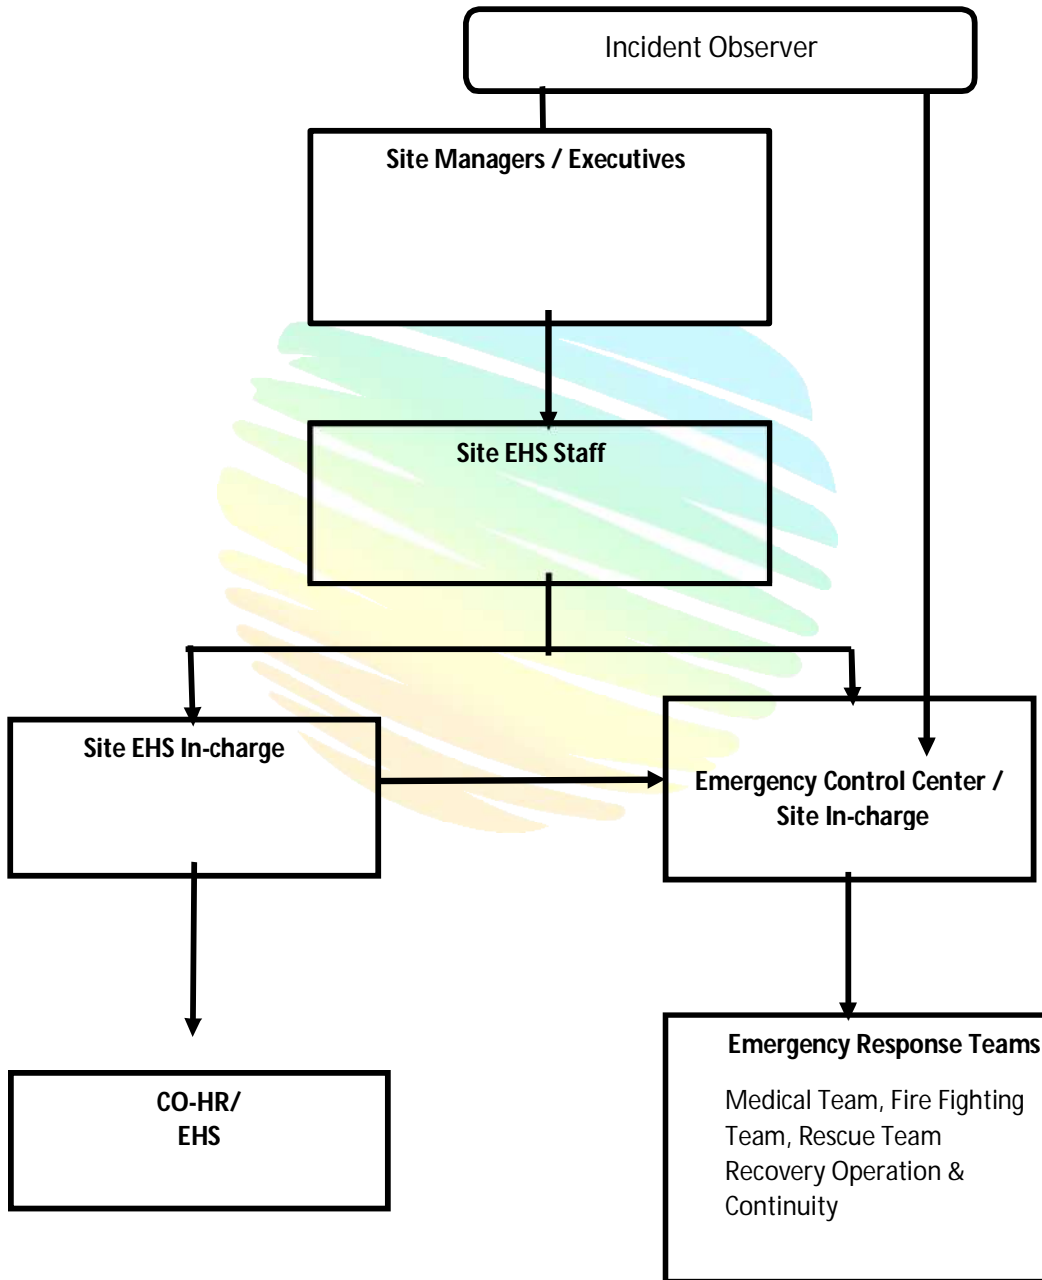 Incident Observer
Site Managers / Executives
Site EHS Staff
Site EHS In-charge
Emergency Control Center /
Site In-charge
CO-HR/
EHS
Emergency Response Teams
Medical Team, Fire Fighting
Team, Rescue Team
Recovery Operation &
Continuity